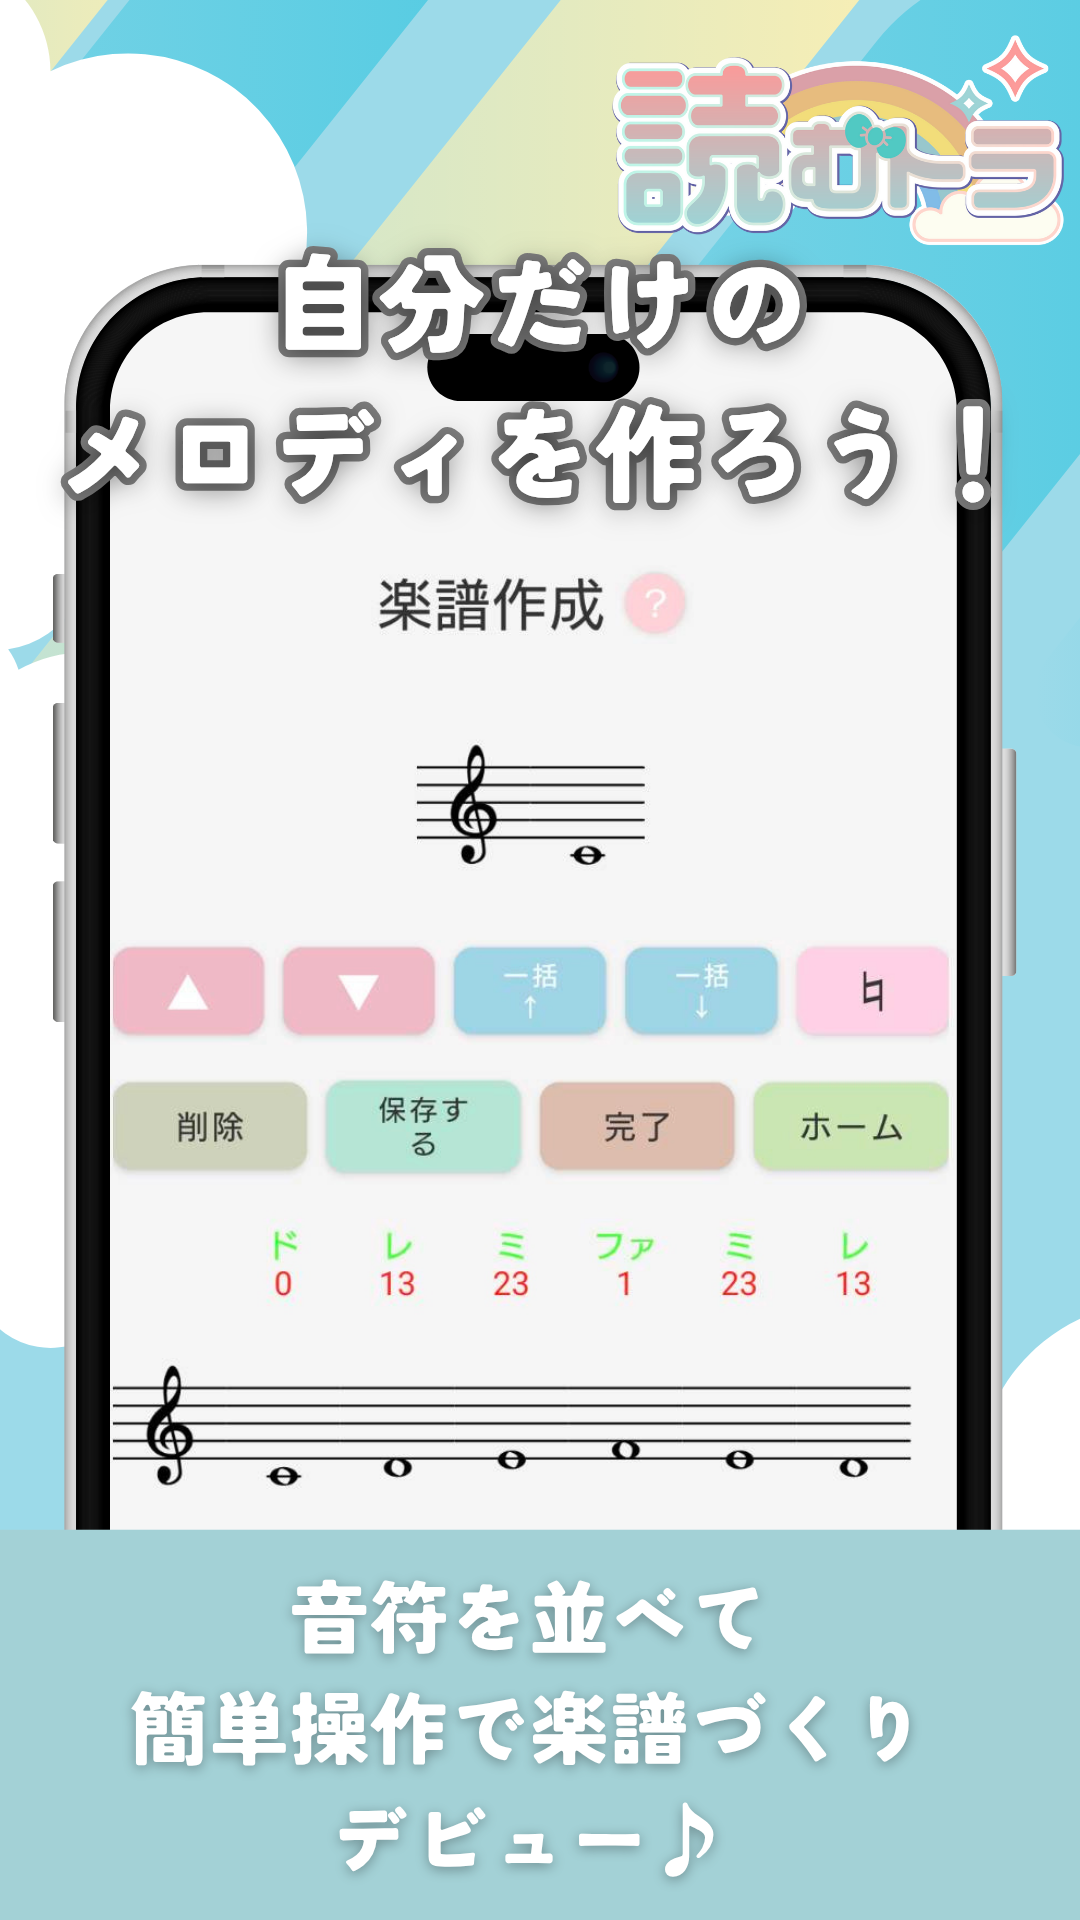 読むトラ
自分だけの
メロディを作ろう！
楽譜作成 ?
▲ ▼ 一括↑ 一括↓ ♮
削除 保存する 完了 ホーム
ド レ ミ ファ ミ レ
0 13 23 1 23 13
音符を並べて
簡単操作で楽譜づくり
デビュー♪